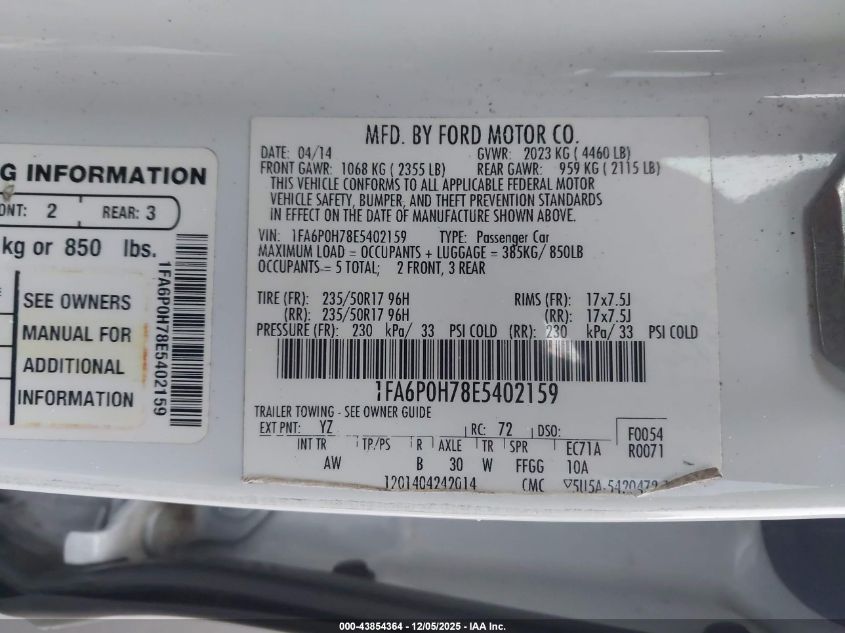 G INFORMATION
ONT: 2 REAR: 3
kg or 850 lbs.
SEE OWNERS
MANUAL FOR
ADDITIONAL
INFORMATION
1FA6P0H78E5402159
MFD. BY FORD MOTOR CO.
DATE: 04/14 GVWR: 2023 KG ( 4460 LB)
FRONT GAWR: 1068 KG ( 2355 LB) REAR GAWR: 959 KG ( 2115 LB)
THIS VEHICLE CONFORMS TO ALL APPLICABLE FEDERAL MOTOR
VEHICLE SAFETY, BUMPER, AND THEFT PREVENTION STANDARDS
IN EFFECT ON THE DATE OF MANUFACTURE SHOWN ABOVE.
VIN: 1FA6P0H78E5402159 TYPE: Passenger Car
MAXIMUM LOAD = OCCUPANTS + LUGGAGE = 385KG/ 850LB
OCCUPANTS = 5 TOTAL; 2 FRONT, 3 REAR
TIRE (FR): 235/50R17 96H RIMS (FR): 17x7.5J
(RR): 235/50R17 96H (RR): 17x7.5J
PRESSURE (FR): 230 kPa/ 33 PSI COLD (RR): 230 kPa/ 33 PSI COLD
1FA6P0H78E5402159
TRAILER TOWING - SEE OWNER GUIDE
EXT PNT: YZ RC: 72 DSO: F0054
INT TR TP/PS R AXLE TR SPR EC71A R0071
AW B 30 W FFGG 10A
1201404242014 CMC
000-43854364 - 12/05/2025 - IAA Inc.